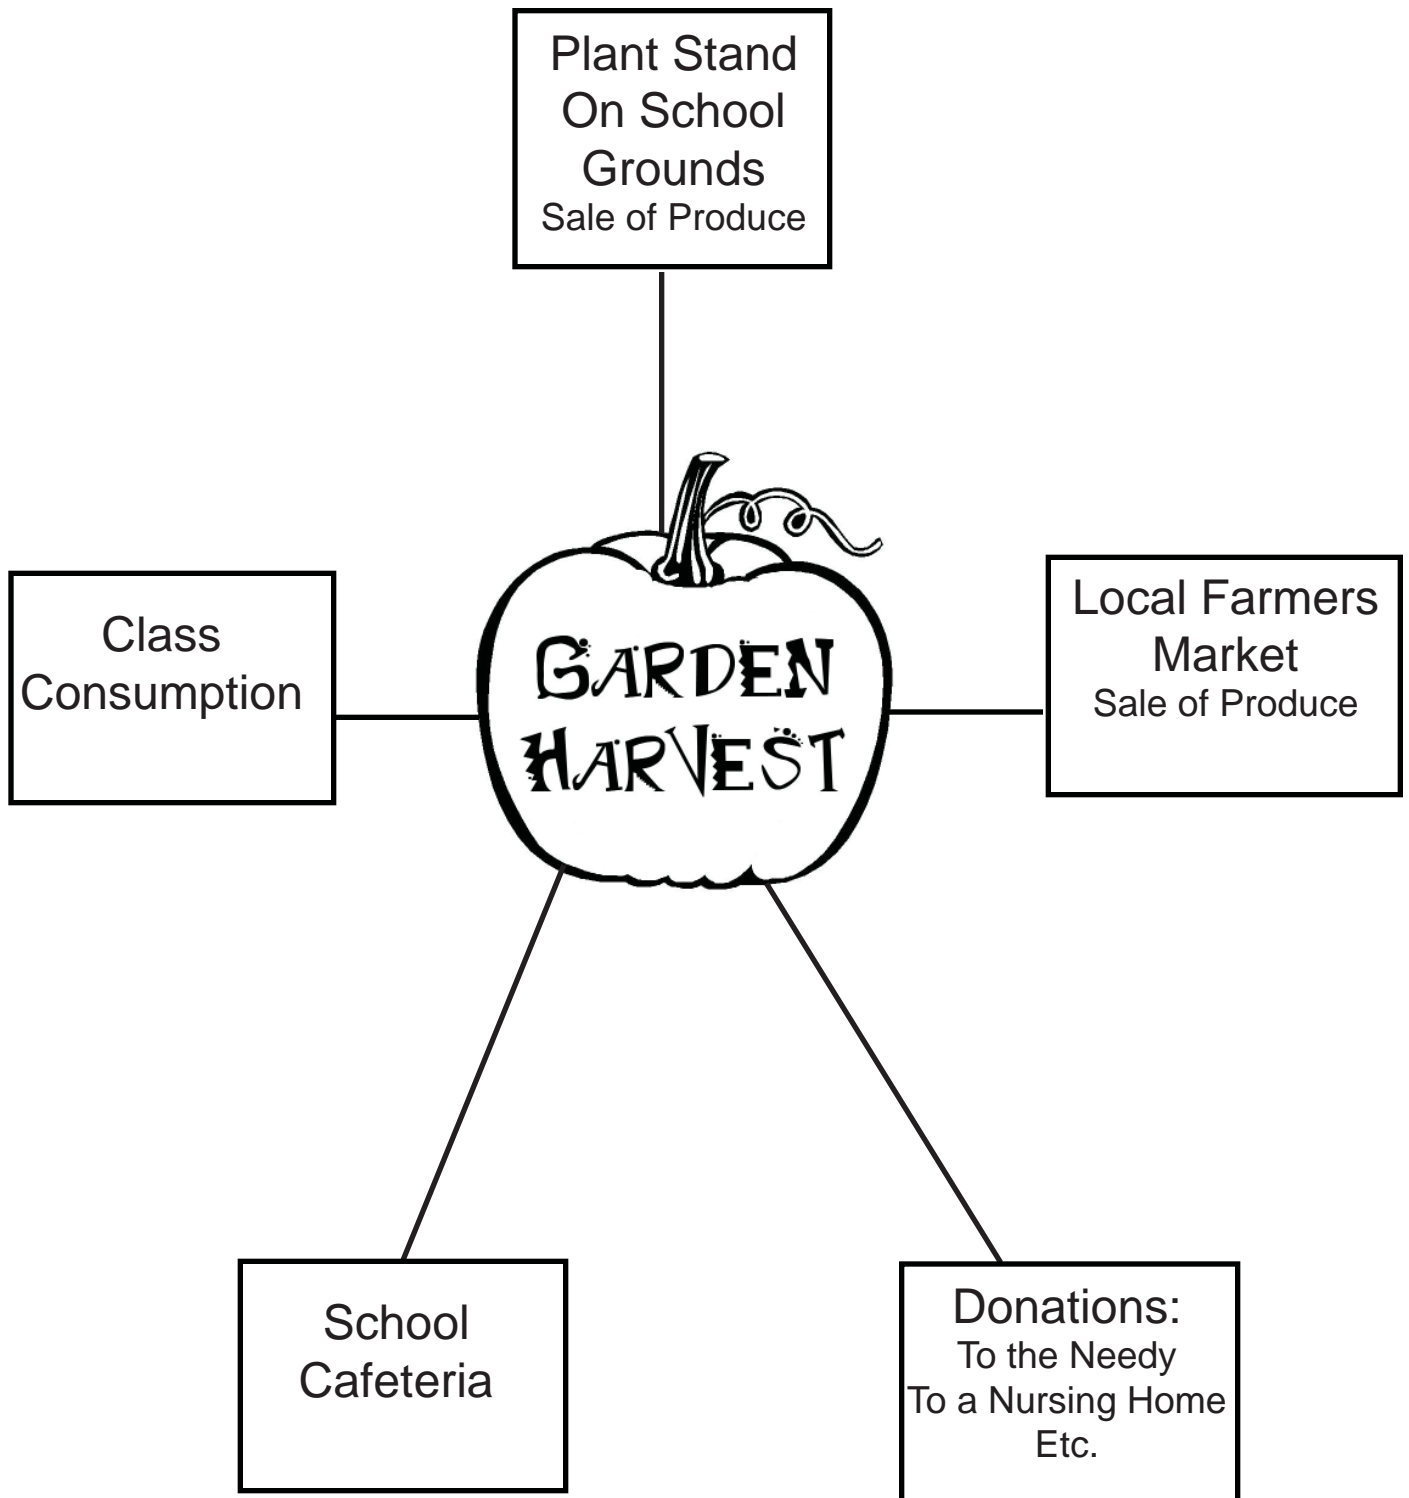 Plant Stand
On School
Grounds
Sale of Produce
Class
Consumption
GARDEN
HARVEST
Local Farmers
Market
Sale of Produce
School
Cafeteria
Donations:
To the Needy
To a Nursing Home
Etc.